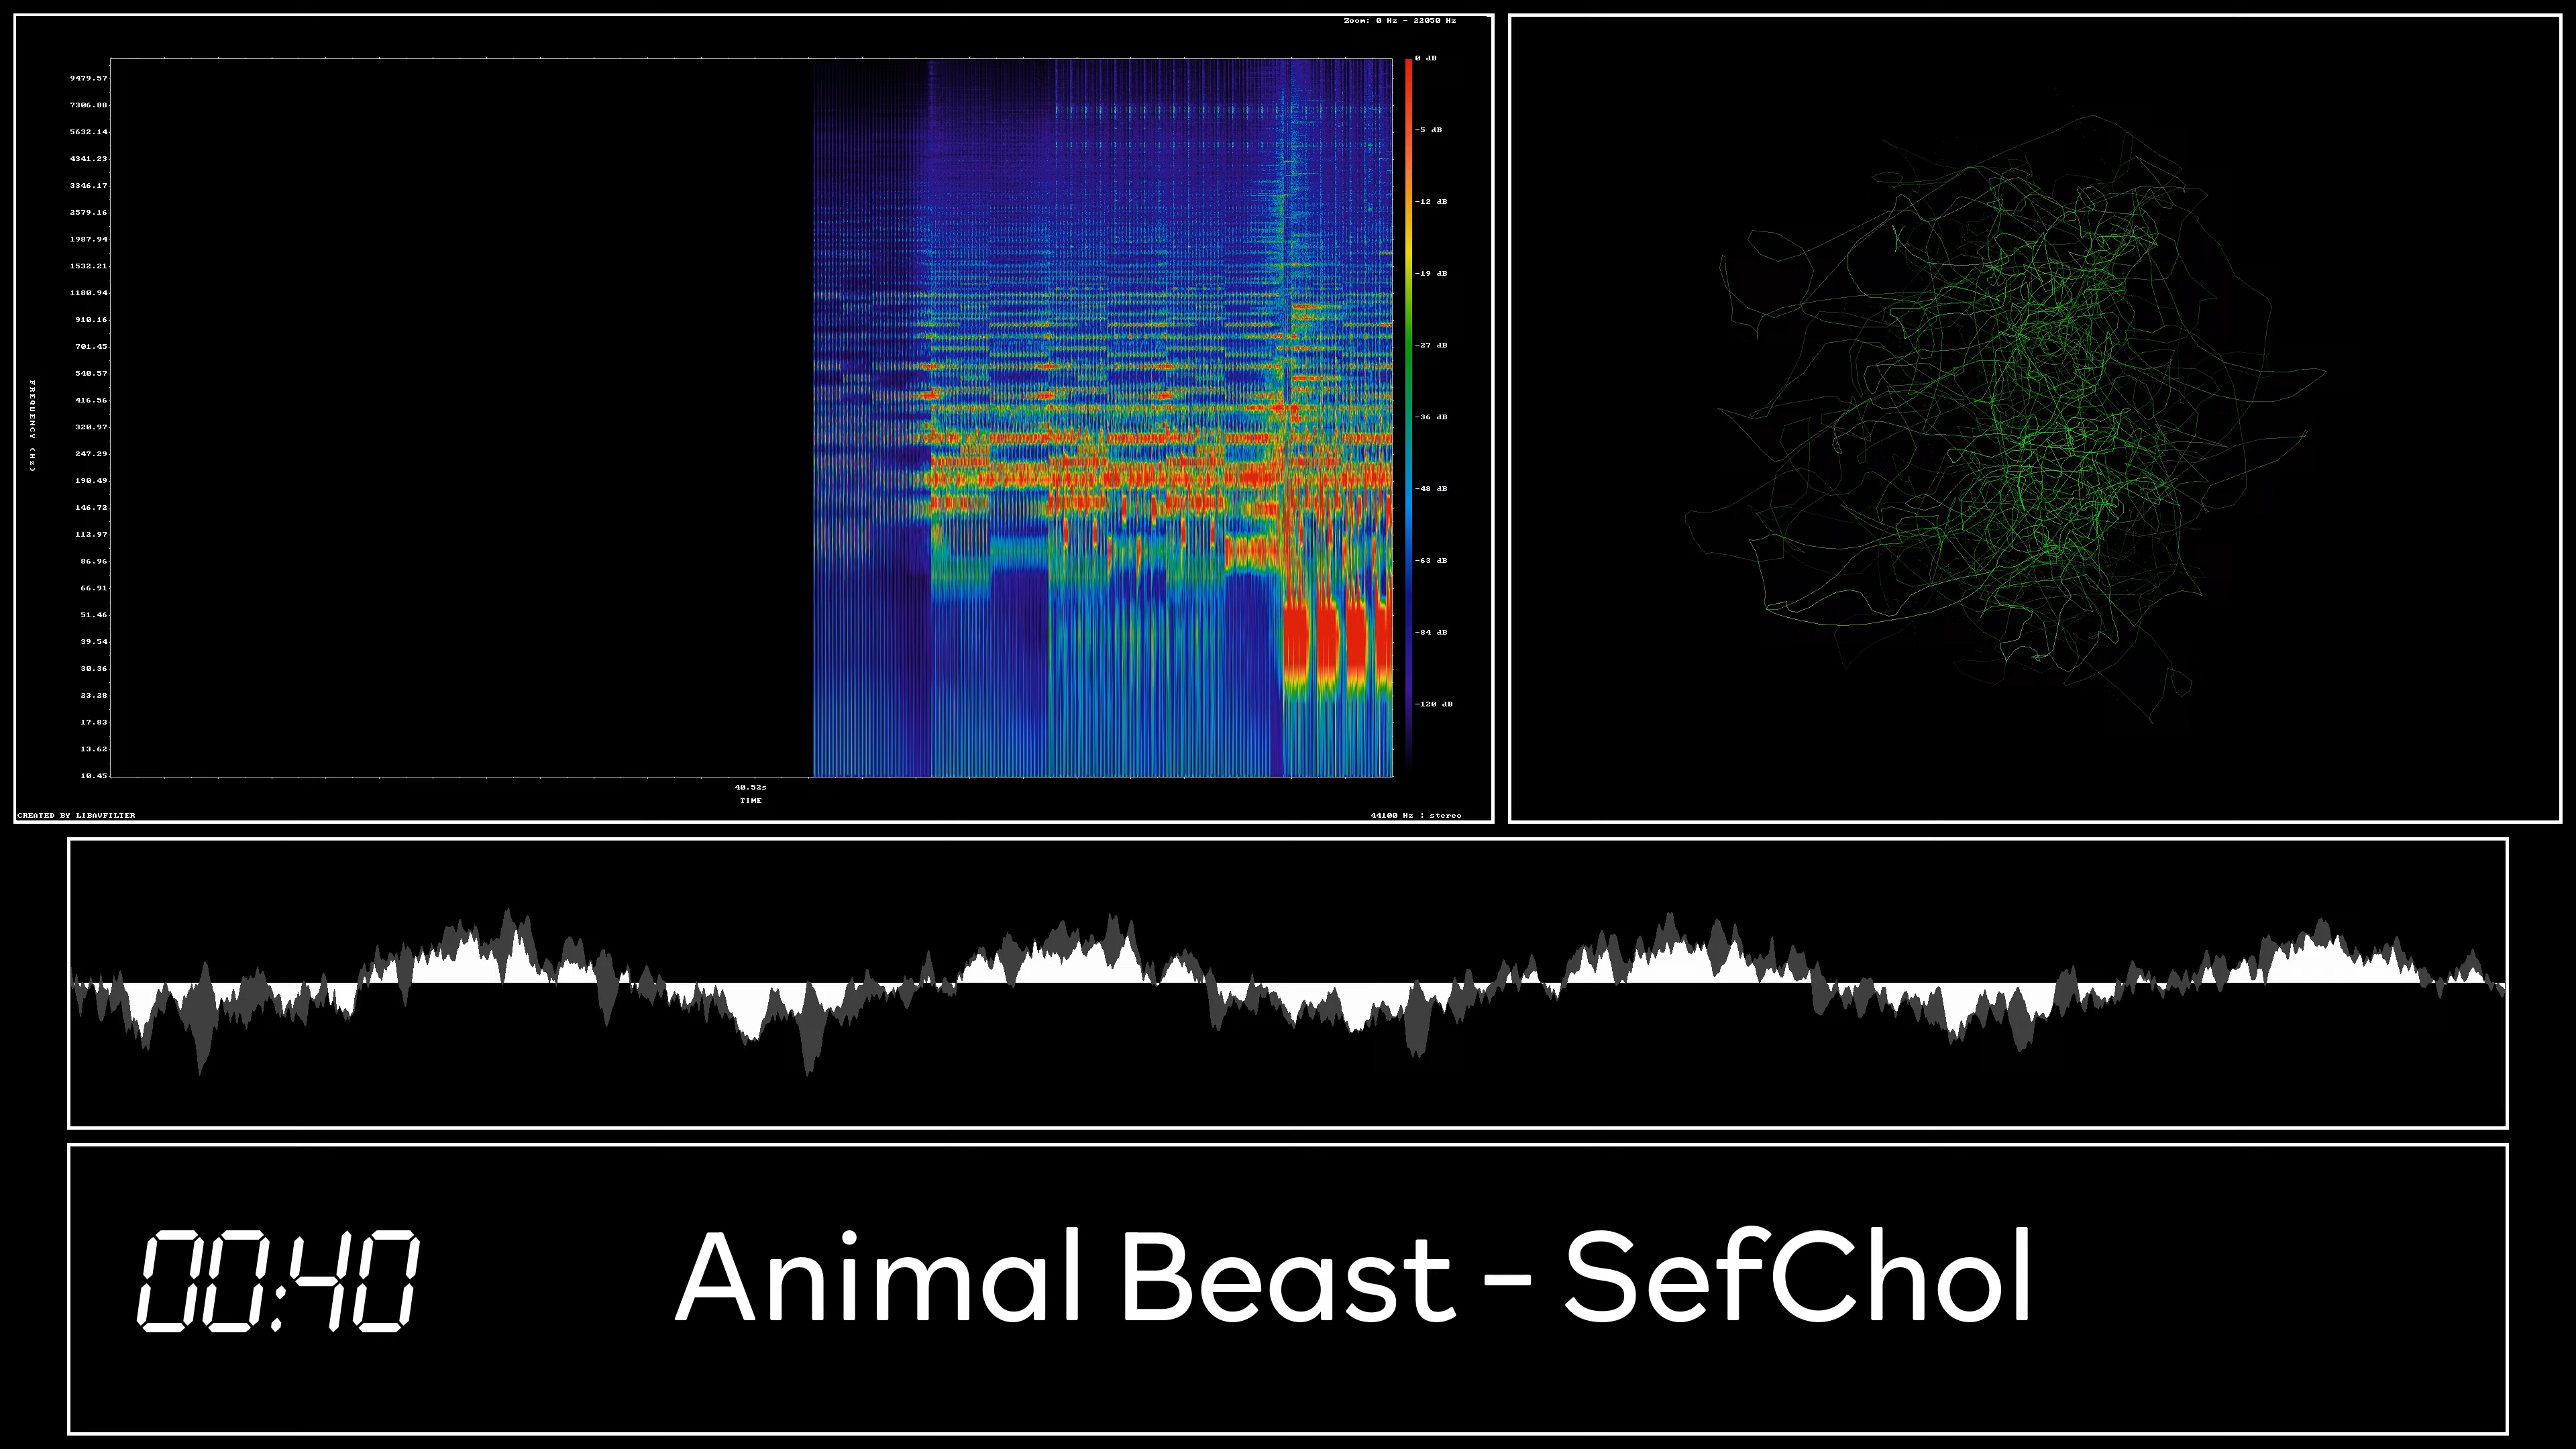 Zoom: 0 Hz - 22050 Hz
0 dB
9479.57
7306.88
-5 dB
5632.14
4341.23
3346.17
-12 dB
2579.16
1987.94
1532.21
-19 dB
1180.94
910.16
701.45
-27 dB
540.57
416.56
-36 dB
320.97
FREQUENCY (Hz)
247.29
190.49
-48 dB
146.72
112.97
86.96
-63 dB
66.91
51.46
39.54
-84 dB
30.36
23.28
-120 dB
17.83
13.62
10.45
40.52s
TIME
CREATED BY LIBAVFILTER
44100 Hz | stereo
00:40
Animal Beast - SefChol